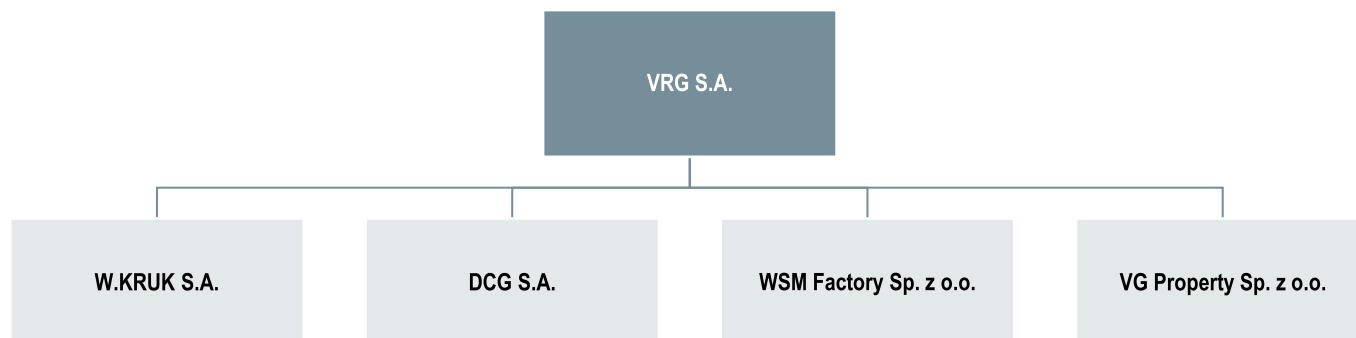 VRG S.A.
W.KRUK S.A.
DCG S.A.
WSM Factory Sp. z o.o.
VG Property Sp. z o.o.